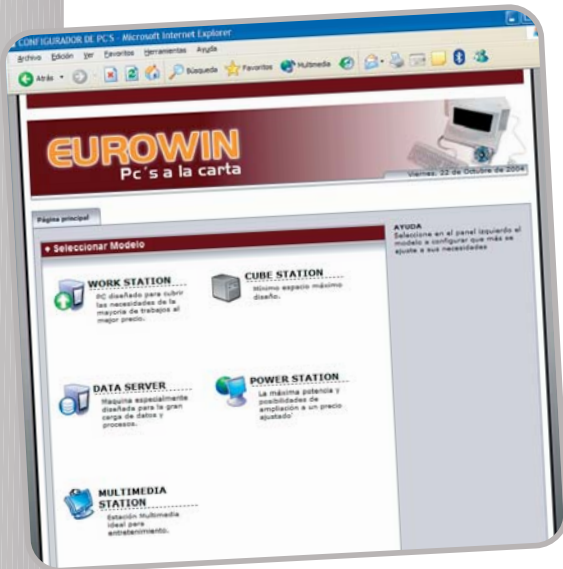 CONFIGURADOR DE PC'S - Microsoft Internet Explorer
Archivo Edición Ver Favoritos Herramientas Ayuda
Atrás Búsqueda Favoritos Multimedia
EUROWIN
Pc´s a la carta
Viernes, 22 de Octubre de 2004
Página principal
Seleccionar Modelo
WORK STATION
PC diseñado para cubrir
las necesidades de la
mayoría de trabajos al
mejor precio.
CUBE STATION
Mínimo espacio máximo
diseño.
DATA SERVER
Maquina especialmente
diseñada para la gran
carga de datos y
procesos.
POWER STATION
La máxima potencia y
posibilidades de
ampliación a un precio
ajustado'
MULTIMEDIA
STATION
Estación Multimedia
ideal para
entretenimiento.
AYUDA
Seleccione en el panel izquierdo el
modelo a configurar que más se
ajuste a sus necesidades